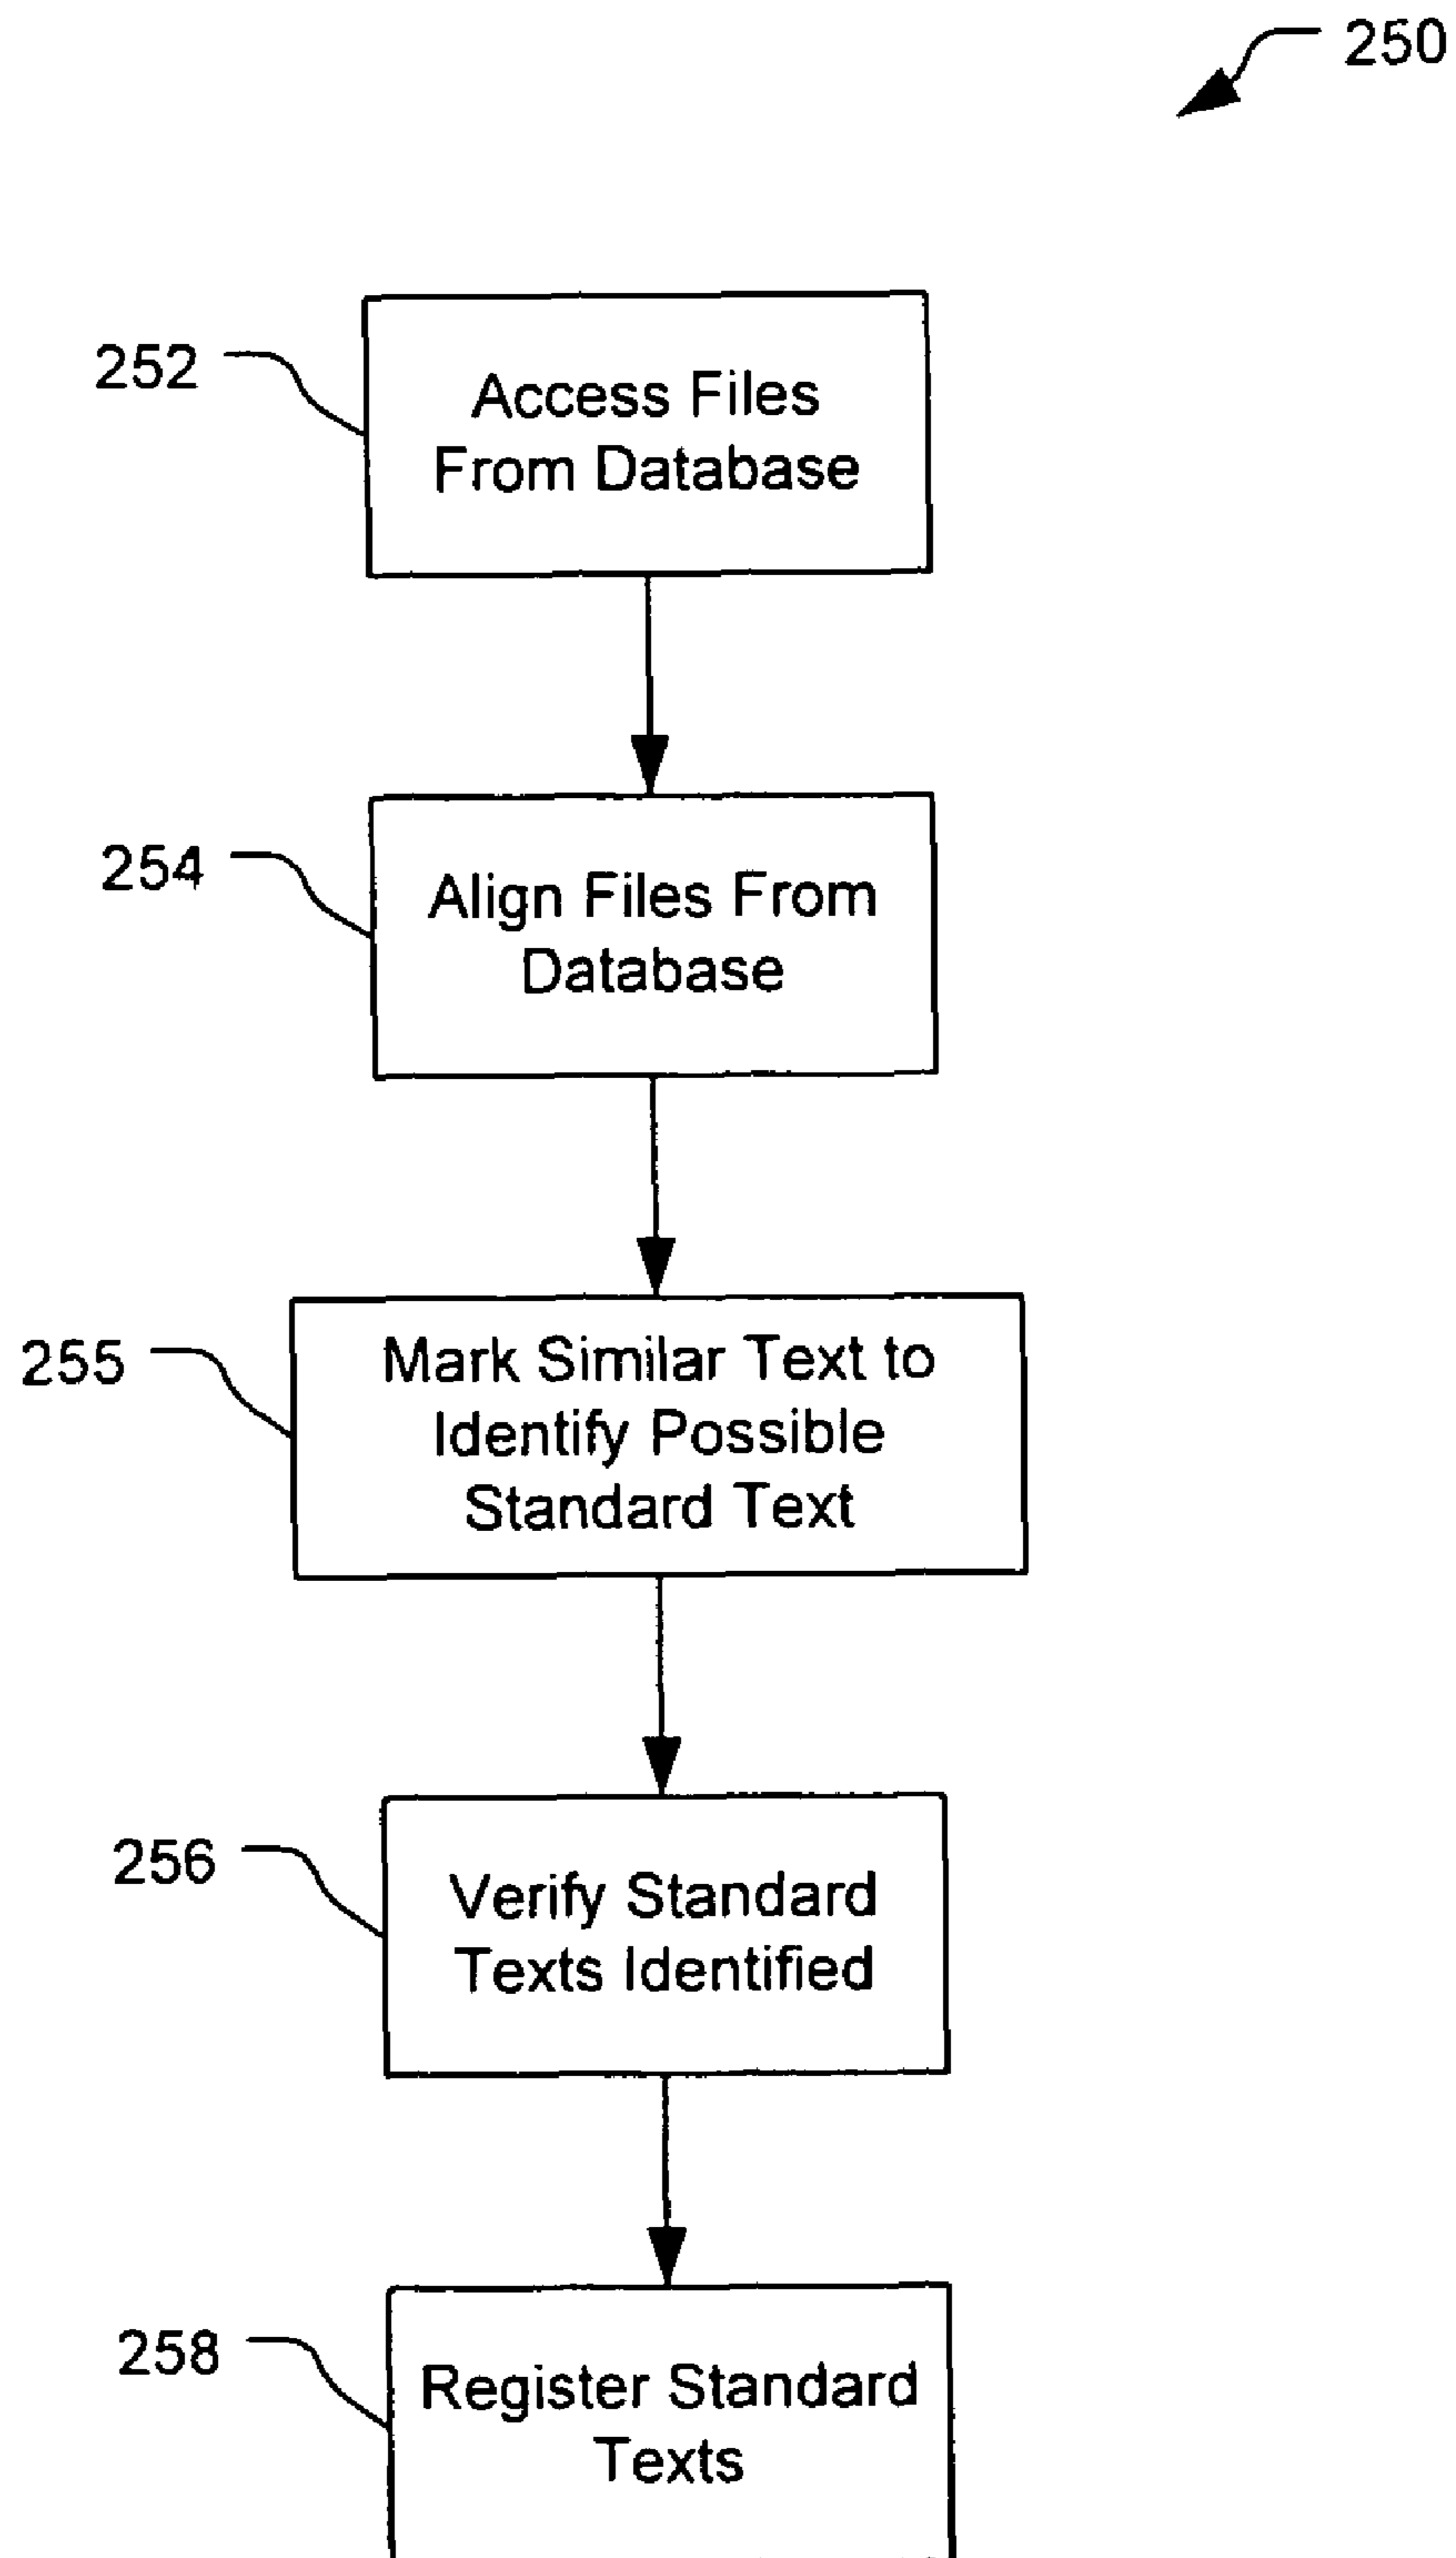 250
252
Access Files
From Database
254
Align Files From
Database
255
Mark Similar Text to
Identify Possible
Standard Text
256
Verify Standard
Texts Identified
258
Register Standard
Texts